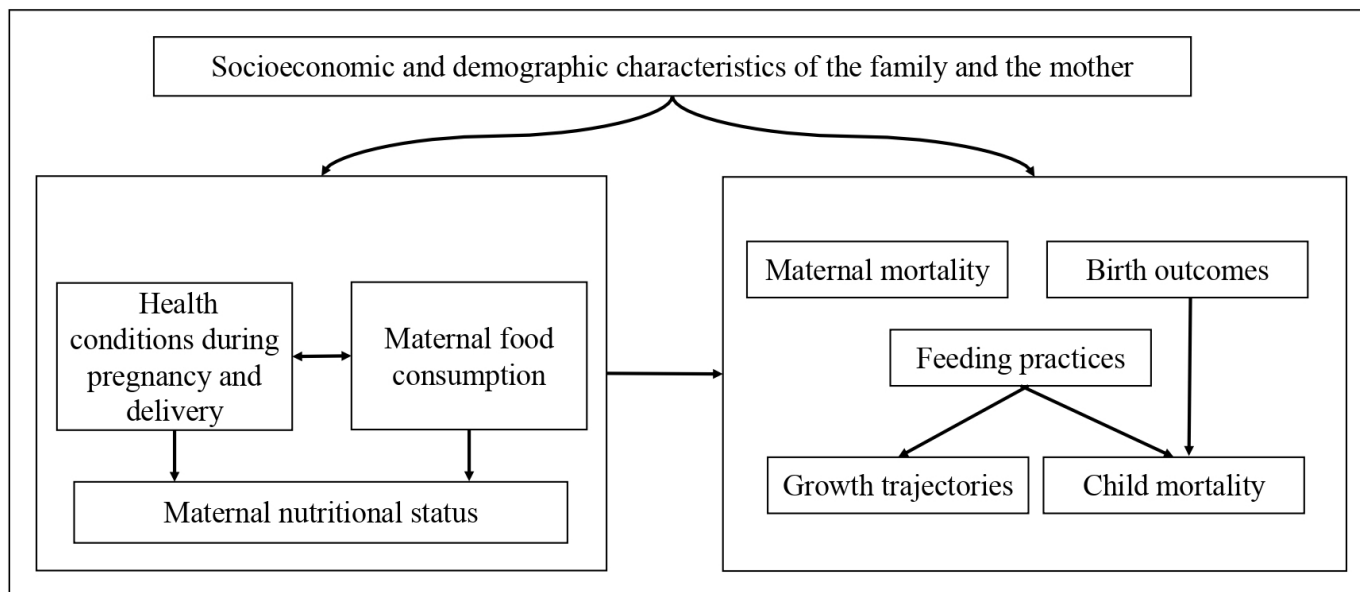 Socioeconomic and demographic characteristics of the family and the mother
Health
conditions during
pregnancy and
delivery
Maternal food
consumption
Maternal nutritional status
Maternal mortality
Birth outcomes
Feeding practices
Growth trajectories
Child mortality